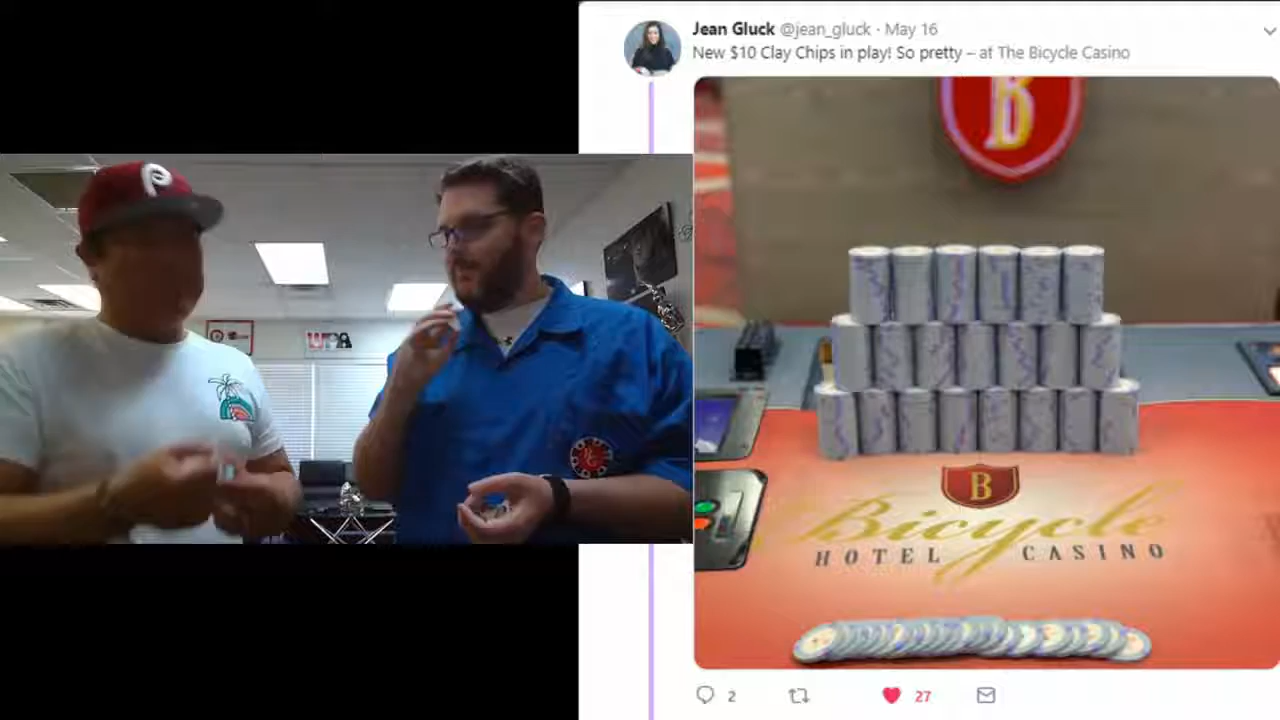 Jean Gluck @jean_gluck · May 16
New $10 Clay Chips in play! So pretty – at The Bicycle Casino
B
P
WPA
B
Bicycle
HOTEL CASINO
2
27